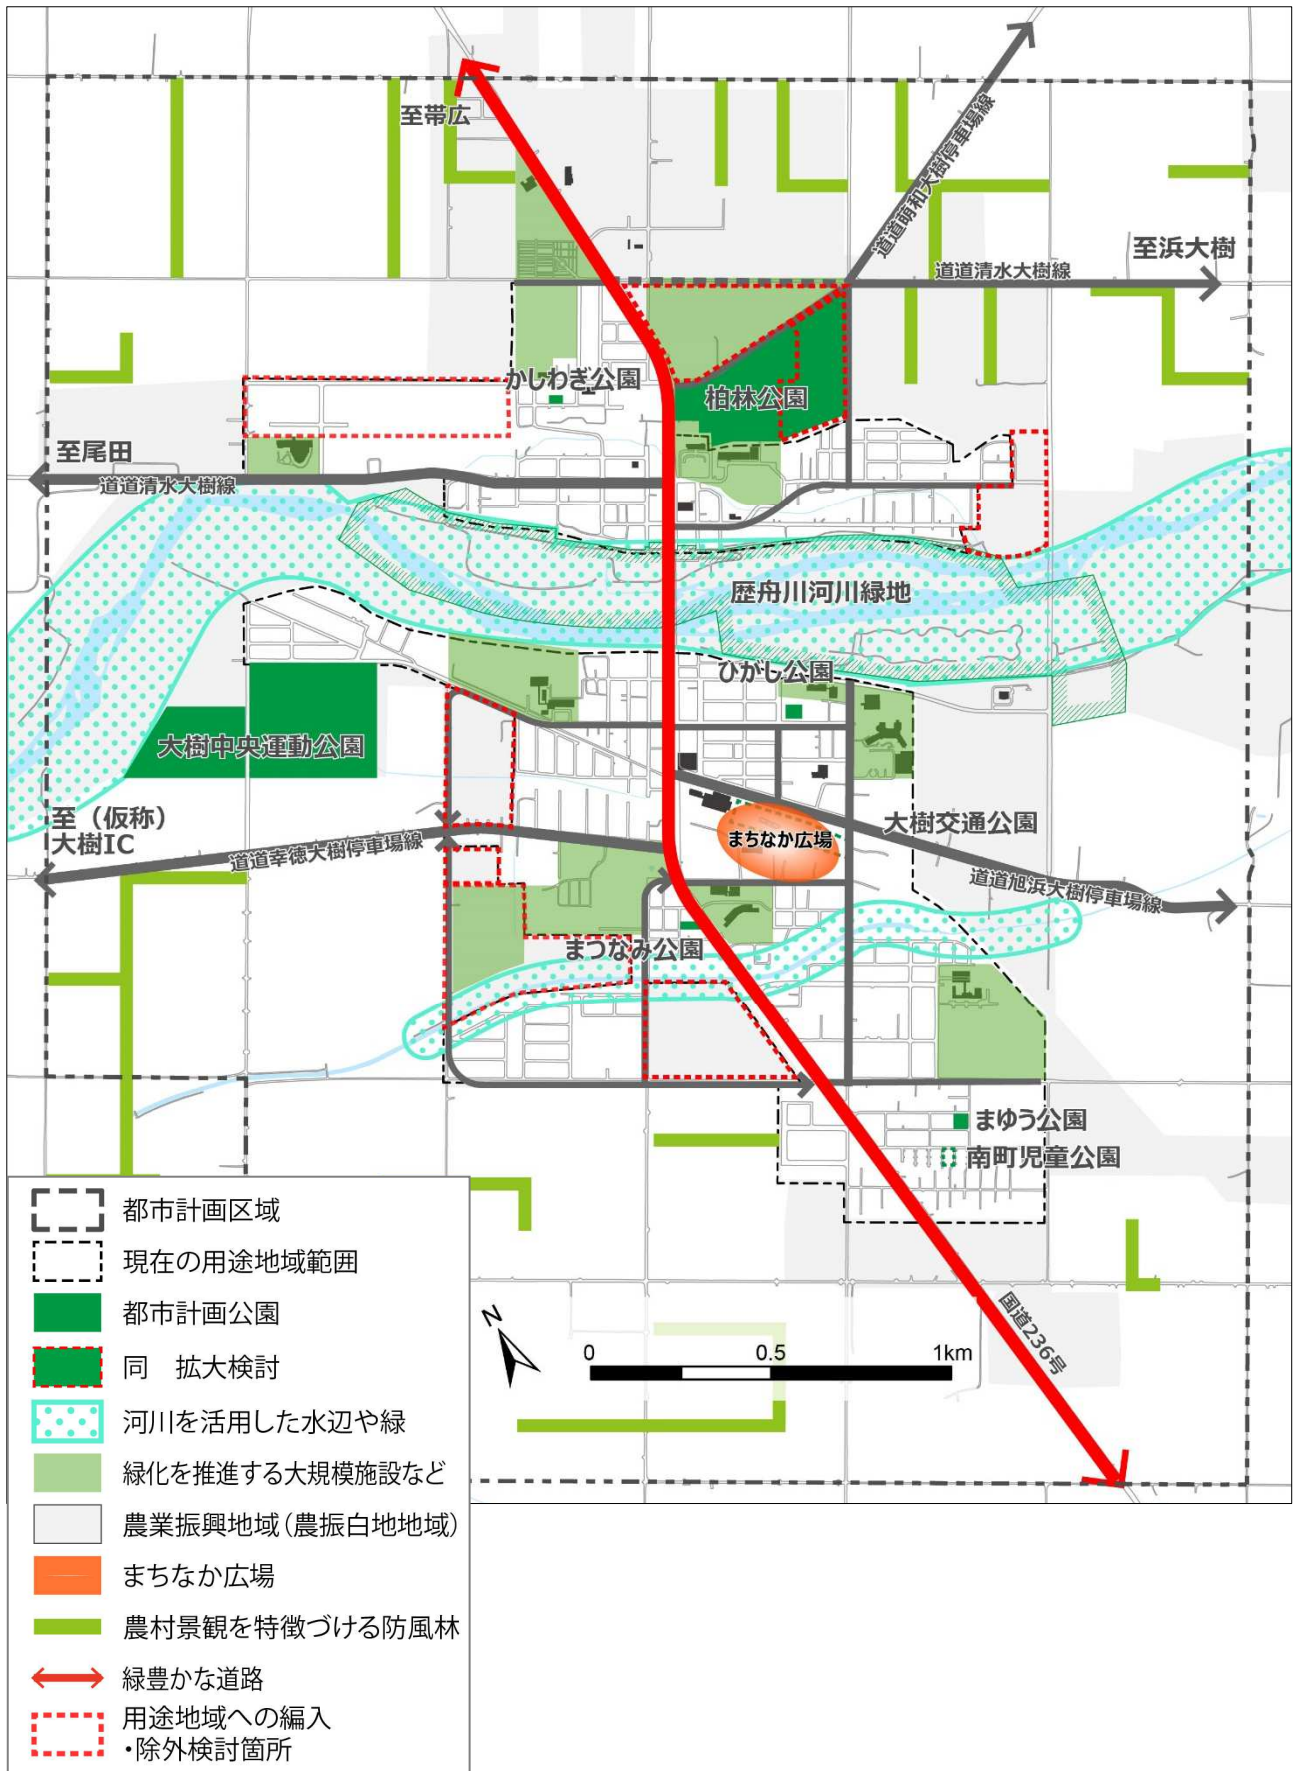 至帯広
道道萌和大樹停車場線
至浜大樹
道道清水大樹線
かしわぎ公園
柏林公園
至尾田
道道清水大樹線
歴舟川河川緑地
ひがし公園
大樹中央運動公園
至（仮称）
大樹IC
道道幸徳大樹停車場線
まちなか広場
大樹交通公園
道道旭浜大樹停車場線
まつなみ公園
まゆう公園
南町児童公園
国道236号
N
0 0.5 1km
都市計画区域
現在の用途地域範囲
都市計画公園
同　拡大検討
河川を活用した水辺や緑
緑化を推進する大規模施設など
農業振興地域（農振白地地域）
まちなか広場
農村景観を特徴づける防風林
緑豊かな道路
用途地域への編入
・除外検討箇所